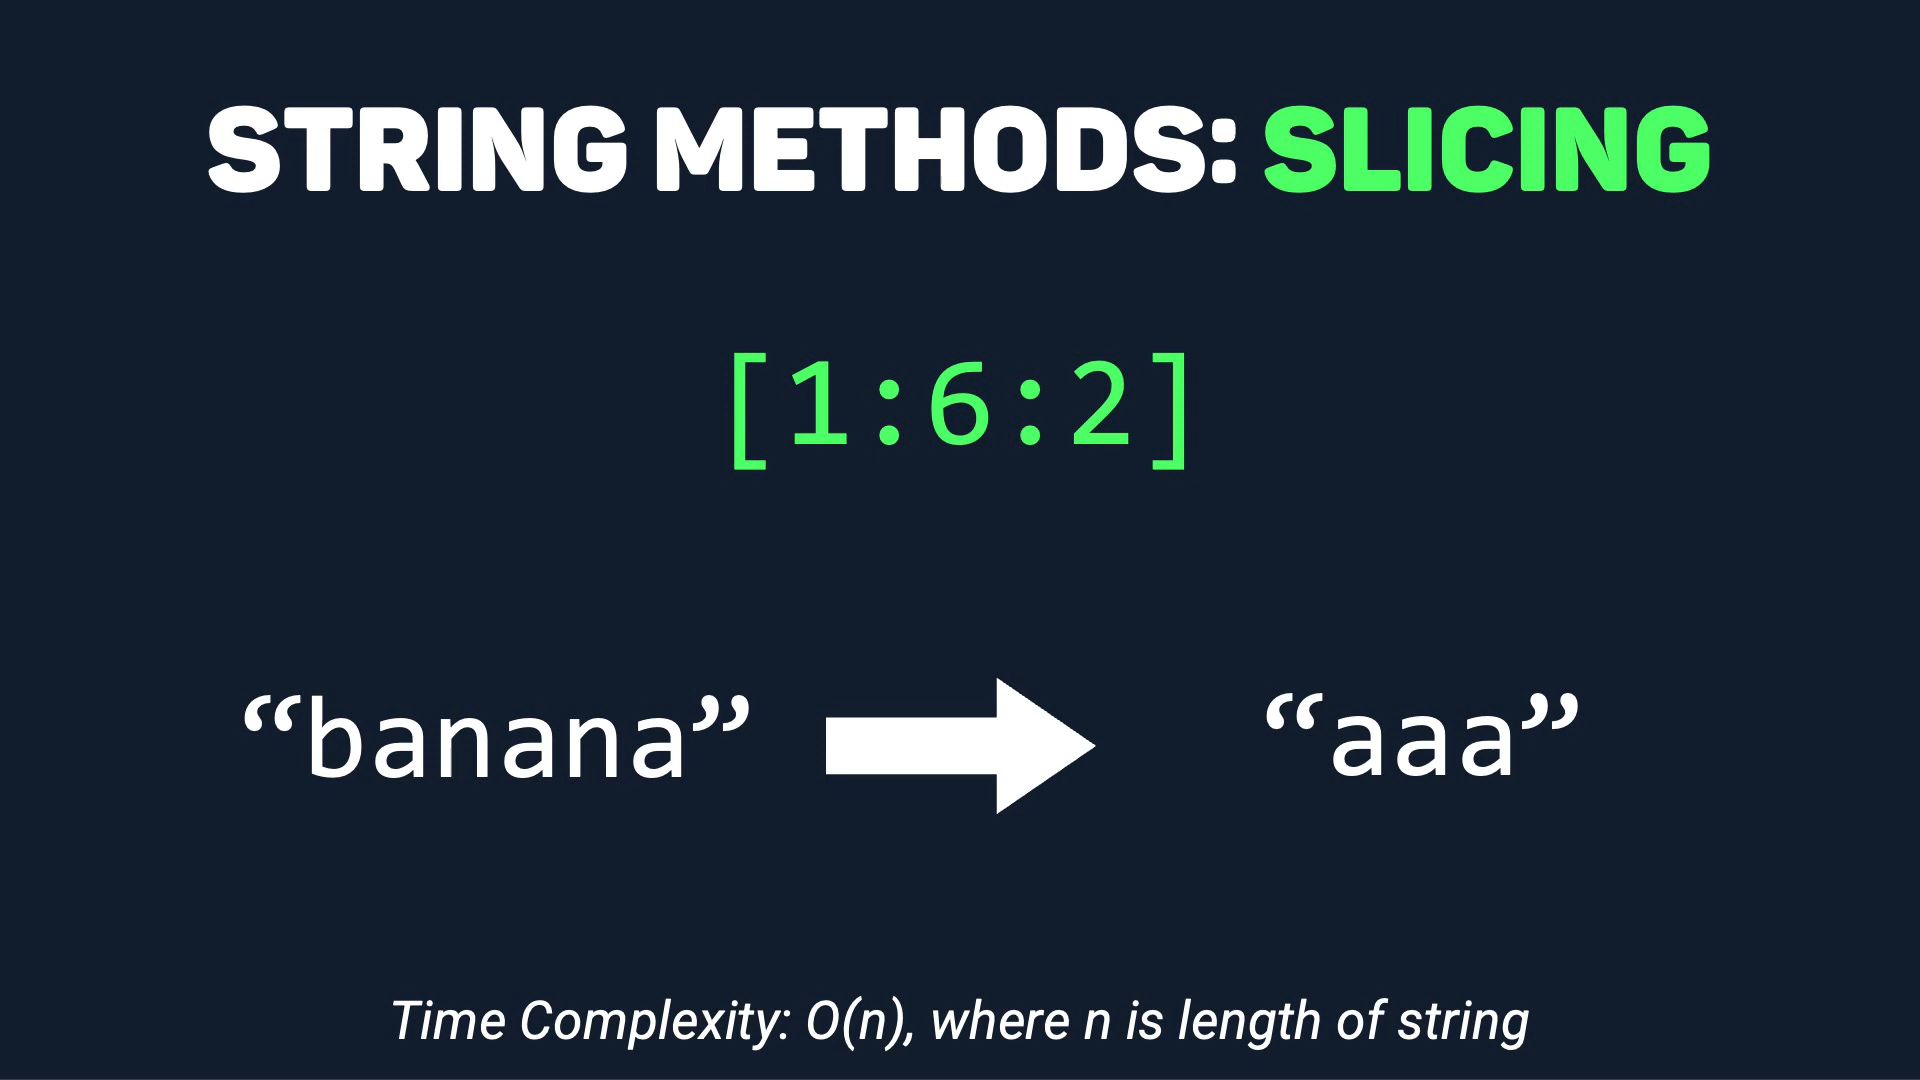 STRING METHODS: SLICING
[1:6:2]
“banana” “aaa”
Time Complexity: O(n), where n is length of string